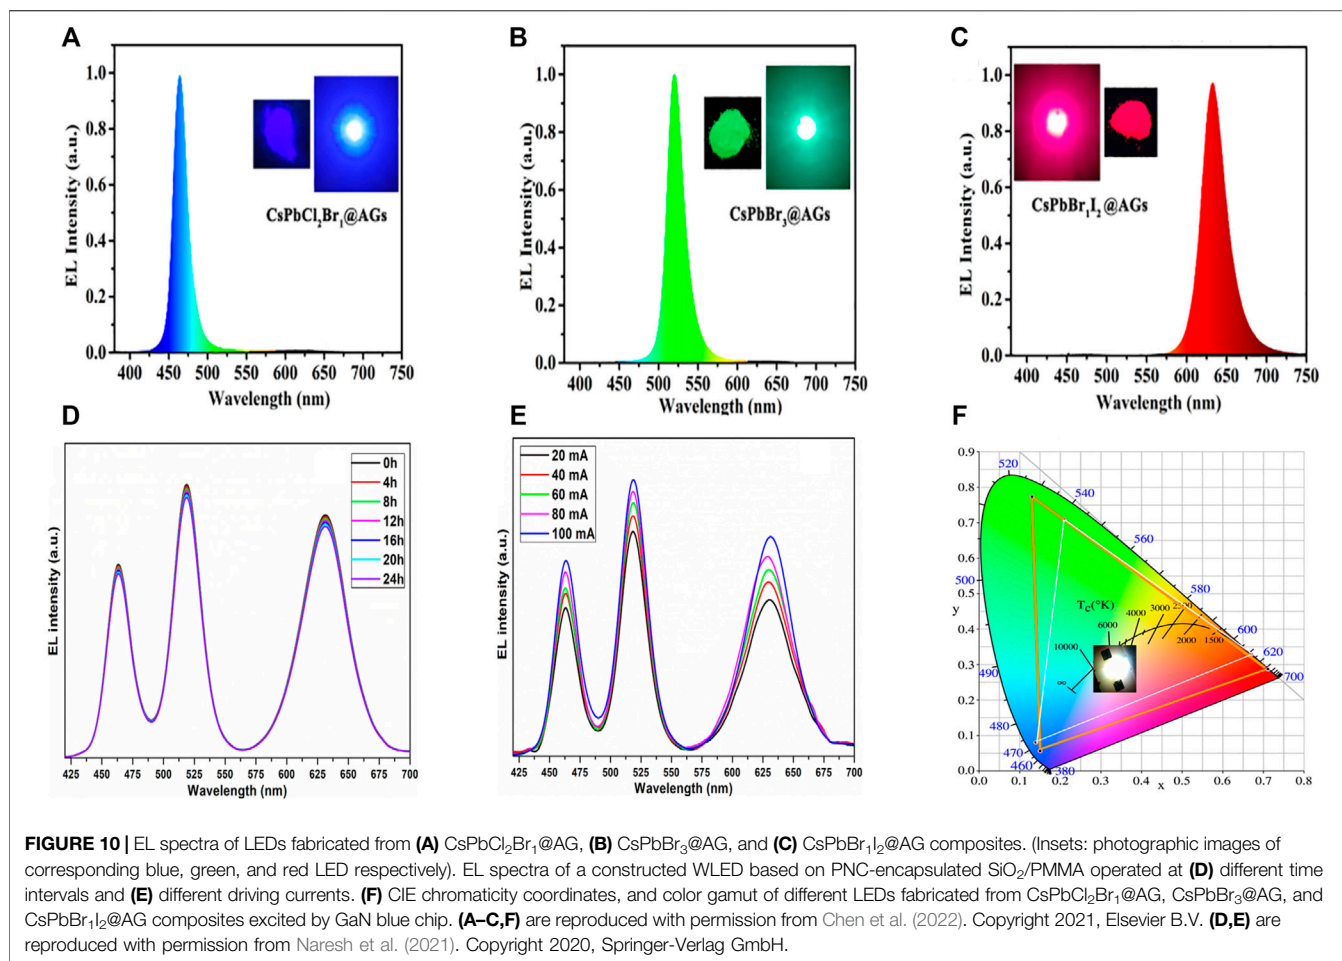 A
1.0
0.8
0.6
0.4
0.2
0.0
EL Intensity (a.u.)
CsPbCl₂Br₁@AGs
400 450 500 550 600 650 700 750
Wavelength (nm)
B
1.0
0.8
0.6
0.4
0.2
0.0
EL Intensity (a.u.)
CsPbBr₃@AGs
400 450 500 550 600 650 700 750
Wavelength (nm)
C
1.0
0.8
0.6
0.4
0.2
0.0
EL Intensity (a.u.)
CsPbBr₁I₂@AGs
400 450 500 550 600 650 700 750
Wavelength (nm)
D
EL intensity (a.u.)
0h
4h
8h
12h
16h
20h
24h
425 450 475 500 525 550 575 600 625 650 675 700
Wavelength (nm)
E
EL intensity (a.u.)
20 mA
40 mA
60 mA
80 mA
100 mA
425 450 475 500 525 550 575 600 625 650 675 700
Wavelength (nm)
F
0.9
0.8
0.7
0.6
0.5
y
0.4
0.3
0.2
0.1
0.0
520
540
560
580
600
620
700
500
490
480
470
460
380
T_C(°K)
∞
10000
6000
4000
3000
2000
1500
0.0 0.1 0.2 0.3 0.4 0.5 0.6 0.7 0.8
x
FIGURE 10 | EL spectra of LEDs fabricated from (A) CsPbCl₂Br₁@AG, (B) CsPbBr₃@AG, and (C) CsPbBr₁I₂@AG composites. (Insets: photographic images of
corresponding blue, green, and red LED respectively). EL spectra of a constructed WLED based on PNC-encapsulated SiO₂/PMMA operated at (D) different time
intervals and (E) different driving currents. (F) CIE chromaticity coordinates, and color gamut of different LEDs fabricated from CsPbCl₂Br₁@AG, CsPbBr₃@AG, and
CsPbBr₁I₂@AG composites excited by GaN blue chip. (A–C,F) are reproduced with permission from Chen et al. (2022). Copyright 2021, Elsevier B.V. (D,E) are
reproduced with permission from Naresh et al. (2021). Copyright 2020, Springer-Verlag GmbH.